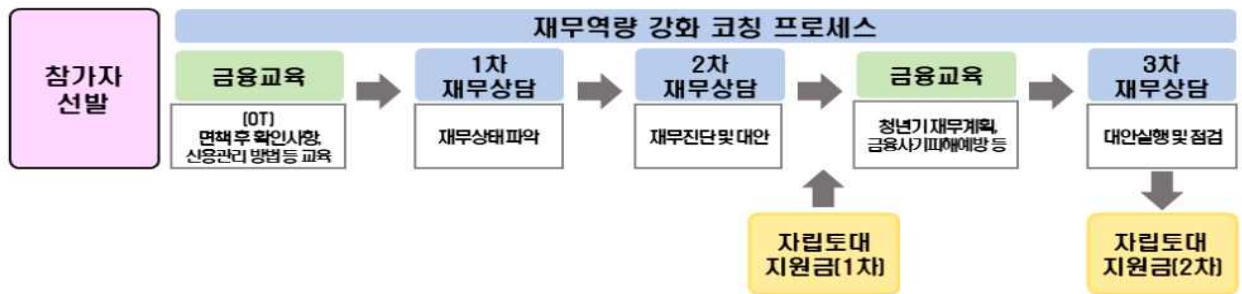 재무역량 강화 코칭 프로세스
참가자
선발
금융교육
(OT)
면책 후 확인사항,
신용관리 방법 등 교육
1차
재무상담
재무상태 파악
2차
재무상담
재무진단 및 대안
금융교육
청년기 재무계획,
금융사기피해예방 등
3차
재무상담
대안실행 및 점검
자립토대
지원금(1차)
자립토대
지원금(2차)